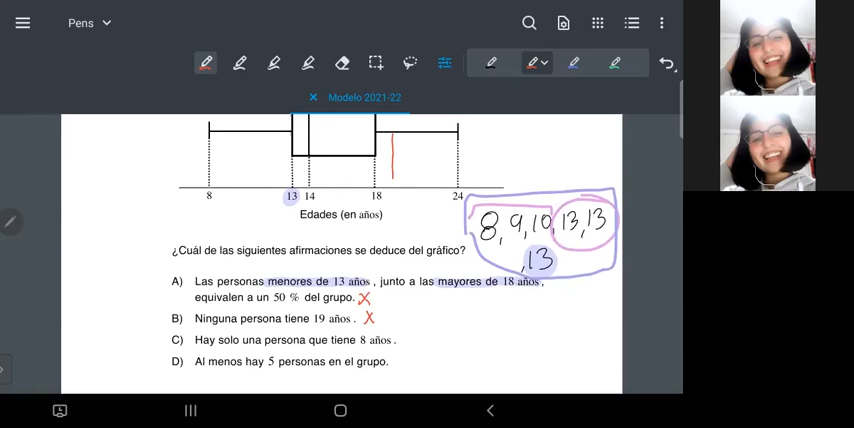 Pens
Modelo 2021-22
8 13 14 18 24
Edades (en años)
8, 9, 10, 13, 13
, 13
¿Cuál de las siguientes afirmaciones se deduce del gráfico?
A) Las personas menores de 13 años, junto a las mayores de 18 años,
equivalen a un 50 % del grupo. X
B) Ninguna persona tiene 19 años. X
C) Hay solo una persona que tiene 8 años.
D) Al menos hay 5 personas en el grupo.